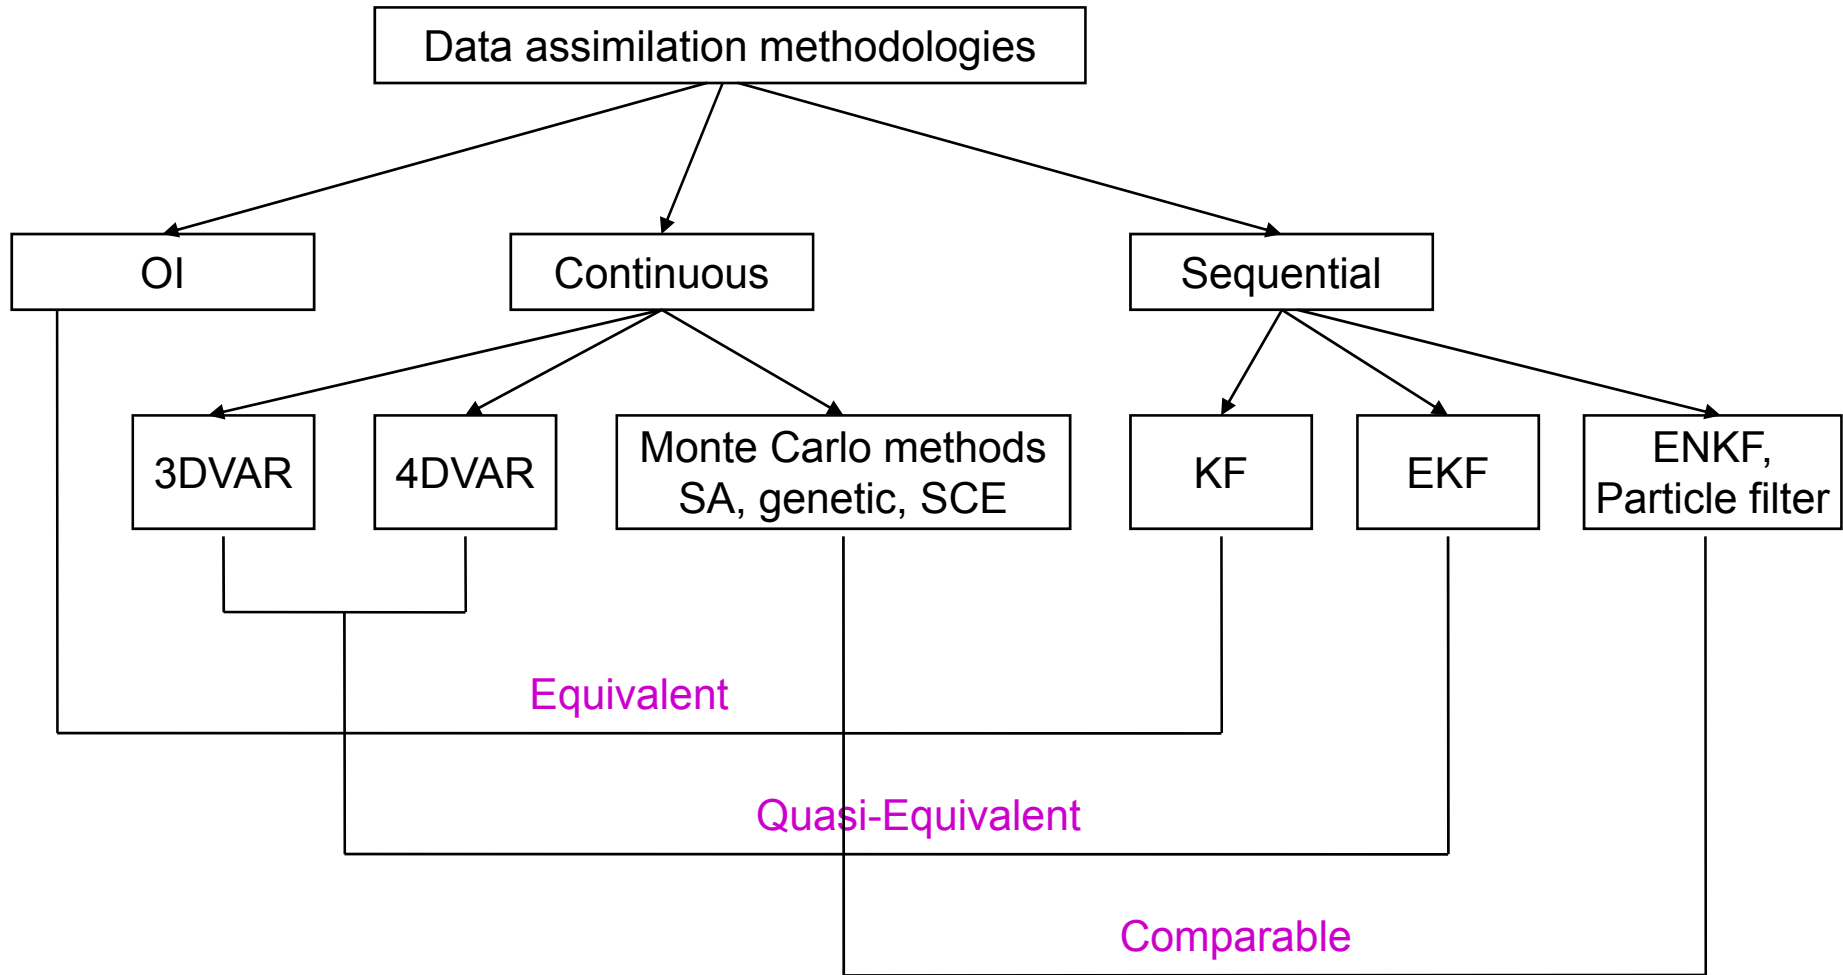 Data assimilation methodologies
OI
Continuous
Sequential
3DVAR
4DVAR
Monte Carlo methods
SA, genetic, SCE
KF
EKF
ENKF,
Particle filter
Equivalent
Quasi-Equivalent
Comparable